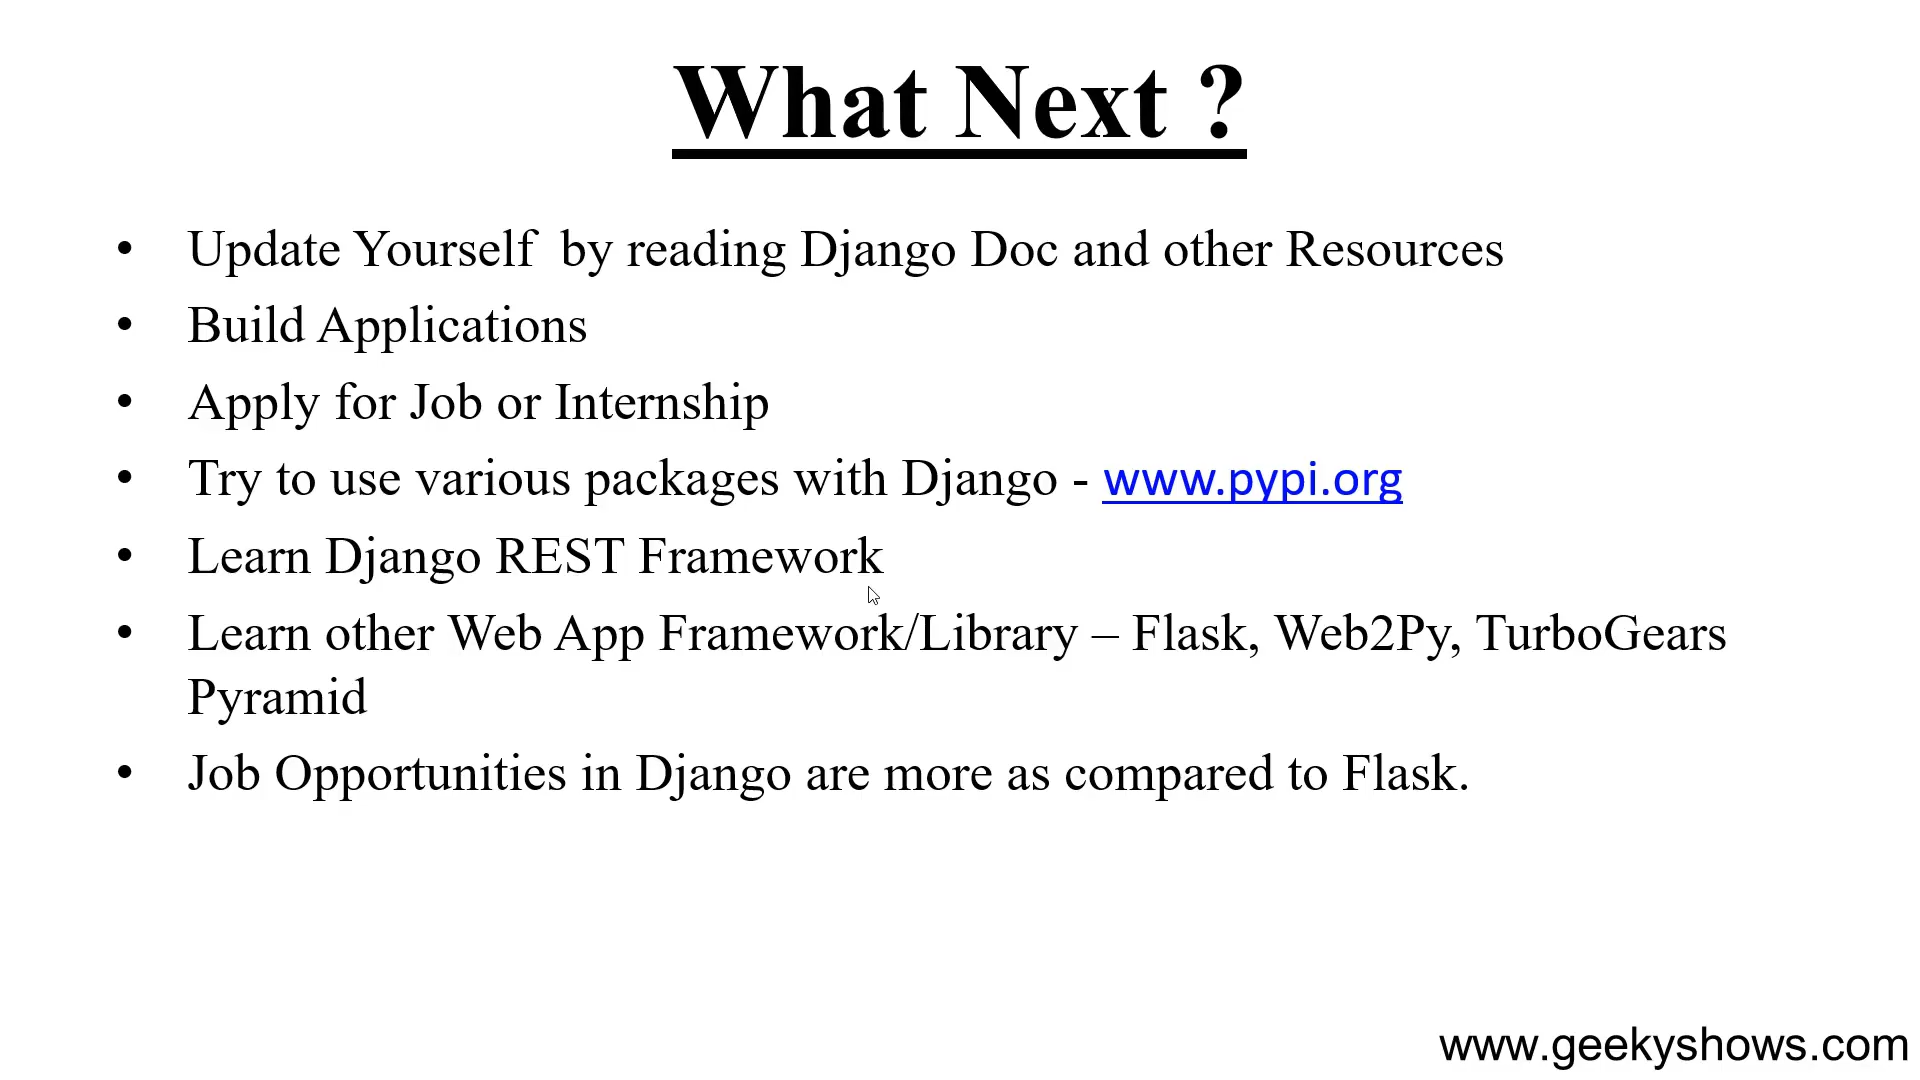 What Next ?
• Update Yourself  by reading Django Doc and other Resources
• Build Applications
• Apply for Job or Internship
• Try to use various packages with Django - www.pypi.org
• Learn Django REST Framework
• Learn other Web App Framework/Library – Flask, Web2Py, TurboGears
Pyramid
• Job Opportunities in Django are more as compared to Flask.
www.geekyshows.com